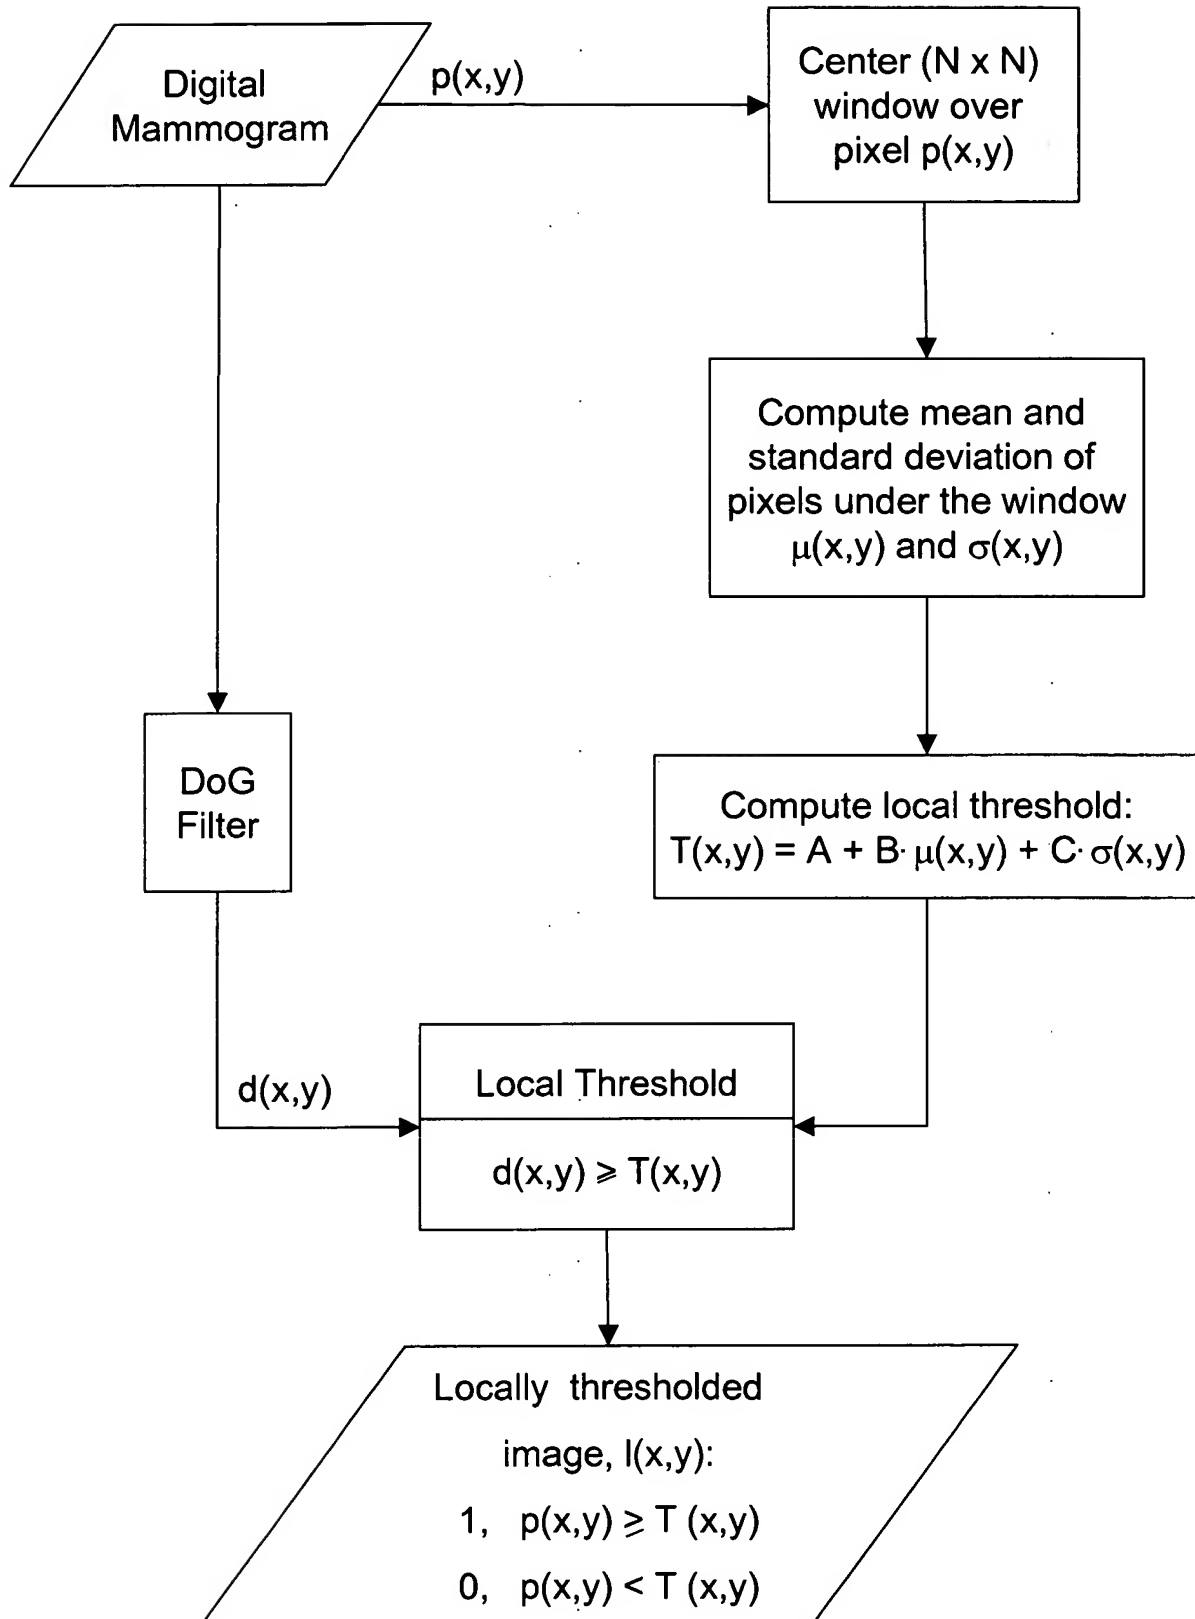 Digital
Mammogram
p(x,y)
Center (N x N)
window over
pixel p(x,y)
Compute mean and
standard deviation of
pixels under the window
μ(x,y) and σ(x,y)
DoG
Filter
Compute local threshold:
T(x,y) = A + B· μ(x,y) + C· σ(x,y)
d(x,y)
Local Threshold
d(x,y) ⩾ T(x,y)
Locally thresholded
image, l(x,y):
1, p(x,y) ⩾ T (x,y)
0, p(x,y) < T (x,y)